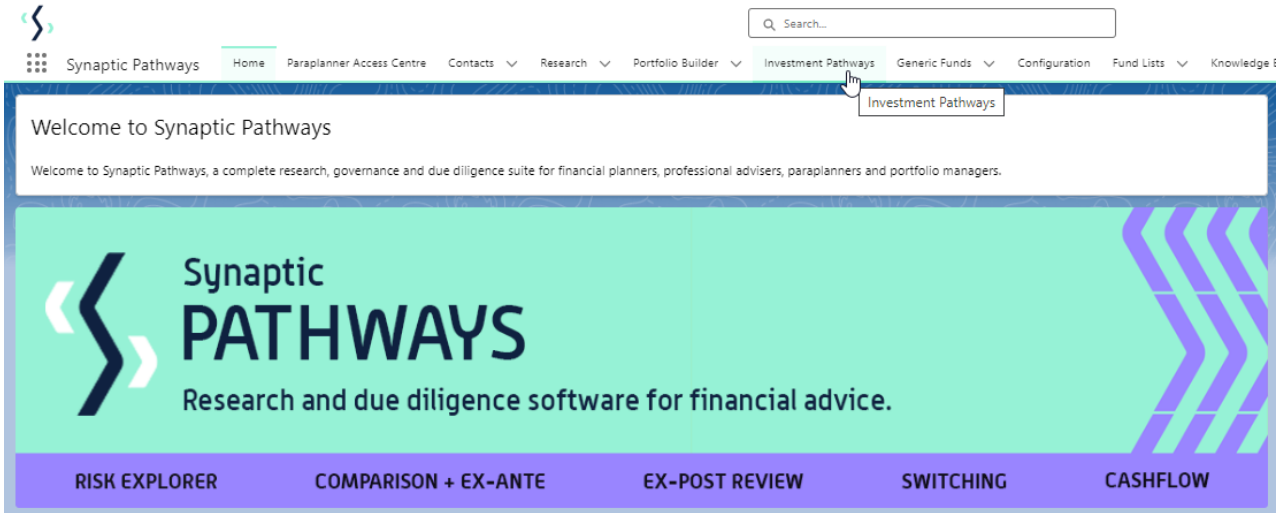 Search...
Synaptic Pathways Home Paraplanner Access Centre Contacts Research Portfolio Builder Investment Pathways Generic Funds Configuration Fund Lists Knowledge
Investment Pathways
Welcome to Synaptic Pathways
Welcome to Synaptic Pathways, a complete research, governance and due diligence suite for financial planners, professional advisers, paraplanners and portfolio managers.
Synaptic
PATHWAYS
Research and due diligence software for financial advice.
RISK EXPLORER COMPARISON + EX-ANTE EX-POST REVIEW SWITCHING CASHFLOW